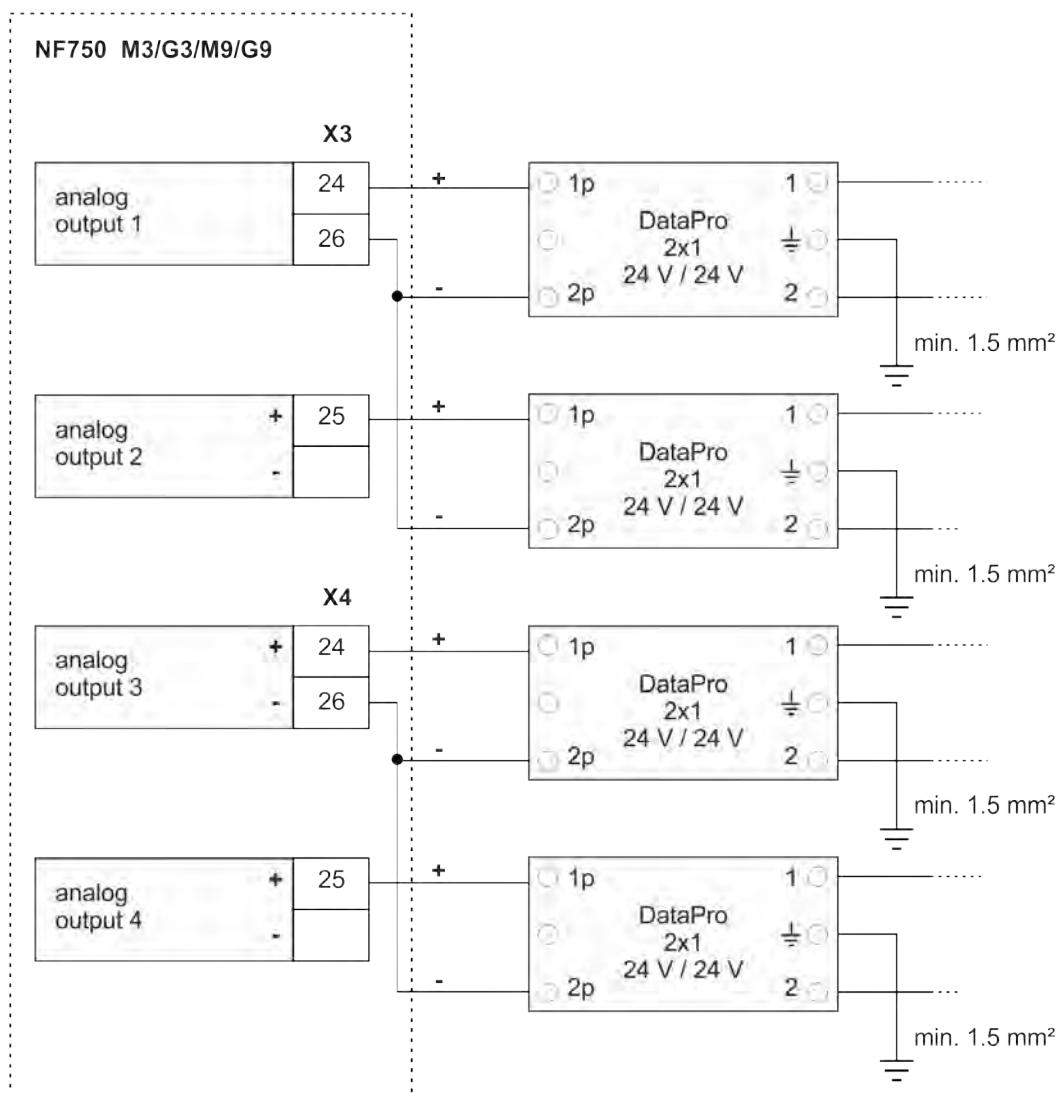 NF750 M3/G3/M9/G9
X3
analog
output 1
24
26
+
-
1p
2p
DataPro
2x1
24 V / 24 V
1
2
min. 1.5 mm²
analog
output 2
+
-
25
+
-
1p
2p
DataPro
2x1
24 V / 24 V
1
2
min. 1.5 mm²
X4
analog
output 3
+
-
24
26
+
-
1p
2p
DataPro
2x1
24 V / 24 V
1
2
min. 1.5 mm²
analog
output 4
+
-
25
+
-
1p
2p
DataPro
2x1
24 V / 24 V
1
2
min. 1.5 mm²